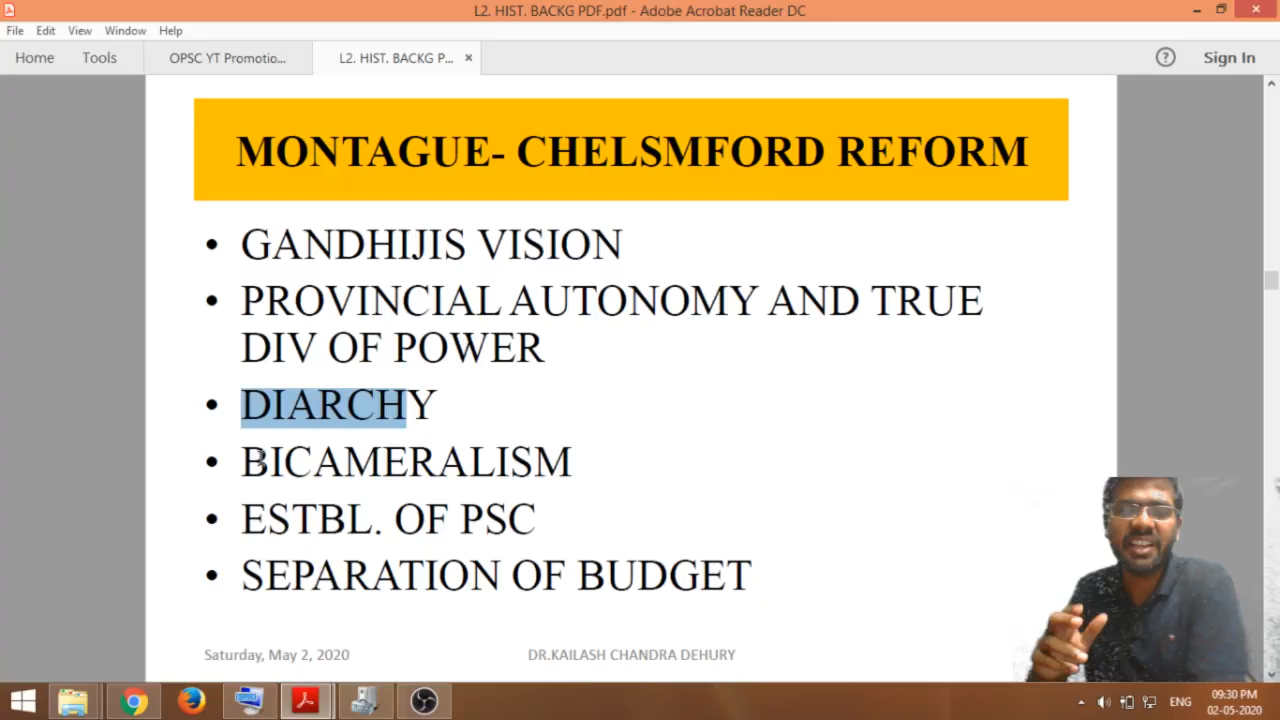 L2. HIST. BACKG PDF.pdf - Adobe Acrobat Reader DC
File Edit View Window Help
Home Tools OPSC YT Promotio... L2. HIST. BACKG P... × ? Sign In
MONTAGUE- CHELSMFORD REFORM
• GANDHIJIS VISION
• PROVINCIAL AUTONOMY AND TRUE
DIV OF POWER
• DIARCHY
• BICAMERALISM
• ESTBL. OF PSC
• SEPARATION OF BUDGET
Saturday, May 2, 2020 DR.KAILASH CHANDRA DEHURY
ENG 09:30 PM
02-05-2020